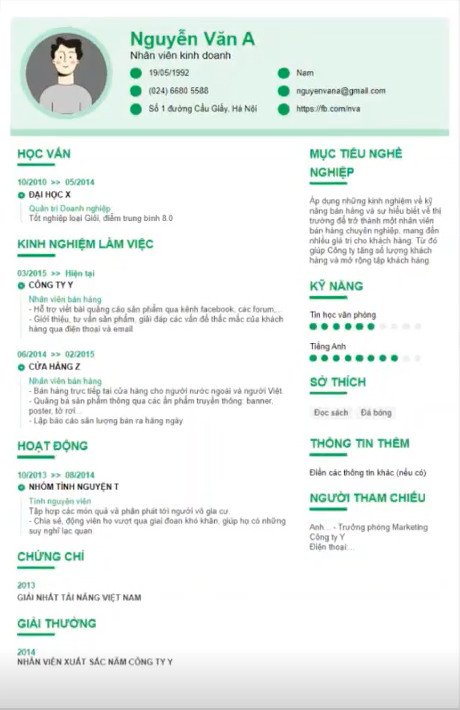 Nguyễn Văn A
Nhân viên kinh doanh
19/05/1992
Nam
(024) 6680 5588
nguyenvana@gmail.com
Số 1 đường Cầu Giấy, Hà Nội
https://fb.com/nva
HỌC VẤN
10/2010 >> 05/2014
ĐẠI HỌC X
Quản trị Doanh nghiệp
Tốt nghiệp loại Giỏi, điểm trung bình 8.0
KINH NGHIỆM LÀM VIỆC
03/2015 >> Hiện tại
CÔNG TY Y
Nhân viên bán hàng
- Hỗ trợ viết bài quảng cáo sản phẩm qua kênh facebook, các forum,...
- Giới thiệu, tư vấn sản phẩm, giải đáp các vấn đề thắc mắc của khách
hàng qua điện thoại và email
06/2014 >> 02/2015
CỬA HÀNG Z
Nhân viên bán hàng
- Bán hàng trực tiếp tại cửa hàng cho người nước ngoài và người Việt
- Quảng bá sản phẩm thông qua các ấn phẩm truyền thông: banner,
poster, tờ rơi...
- Lập báo cáo sản lượng bán ra hàng ngày
HOẠT ĐỘNG
10/2013 >> 08/2014
NHÓM TÌNH NGUYỆN T
Tình nguyện viên
Tập hợp các món quà và phân phát tới người vô gia cư.
- Chia sẻ, động viên họ vượt qua giai đoạn khó khăn, giúp họ có những
suy nghĩ lạc quan.
CHỨNG CHỈ
2013
GIẢI NHẤT TÀI NĂNG VIỆT NAM
GIẢI THƯỞNG
2014
NHÂN VIÊN XUẤT SẮC NĂM CÔNG TY Y
MỤC TIÊU NGHỀ
NGHIỆP
Áp dụng những kinh nghiệm về kỹ
năng bán hàng và sự hiểu biết về thị
trường để trở thành một nhân viên
bán hàng chuyên nghiệp, mang đến
nhiều giá trị cho khách hàng. Từ đó
giúp Công ty tăng số lượng khách
hàng và mở rộng tập khách hàng.
KỸ NĂNG
Tin học văn phòng
Tiếng Anh
SỞ THÍCH
Đọc sách
Đá bóng
THÔNG TIN THÊM
Điền các thông tin khác (nếu có)
NGƯỜI THAM CHIẾU
Anh... - Trưởng phòng Marketing
Công ty Y
Điện thoại:...